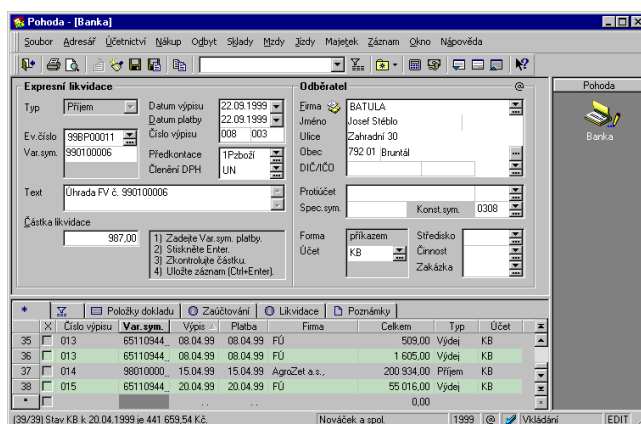 Pohoda - [Banka]
Soubor Adresář Účetnictví Nákup Odbyt Sklady Mzdy Jízdy Majetek Záznam Okno Nápověda
Expresní likvidace
Typ Příjem
Datum výpisu 22.09.1999
Datum platby 22.09.1999
Ev.číslo 99BP00011
Číslo výpisu 008 003
Var.sym. 990100006
Předkontace 1Pzboží
Členění DPH UN
Text Úhrada FV č. 990100006
Částka likvidace
987,00
1) Zadejte Var.sym. platby.
2) Stiskněte Enter.
3) Zkontrolujte částku.
4) Uložte záznam (Ctrl+Enter).
Odběratel @
Firma BATULA
Jméno Josef Stéblo
Ulice Zahradní 30
Obec 792 01 Bruntál
DIČ/IČO
Protiúčet
Spec.sym. Konst.sym. 0308
Forma příkazem Středisko
Účet KB Činnost
Zakázka
Pohoda
Banka
* Položky dokladu Zaúčtování Likvidace Poznámky
X Číslo výpisu Var.sym. Výpis Platba Firma Celkem Typ Účet
35 013 65110944_ 08.04.99 08.04.99 FÚ 509,00 Výdej KB
36 013 65110944_ 08.04.99 08.04.99 FÚ 1 605,00 Výdej KB
37 014 98010000_ 15.04.99 15.04.99 AgroZet a.s., 200 934,00 Příjem KB
38 015 65110944_ 20.04.99 20.04.99 FÚ 55 016,00 Výdej KB
* . . . . 0,00
[39/39] Stav KB k 20.04.1999 je 441 659,54 Kč. Nováček a spol. 1999 @ Vkládání EDIT